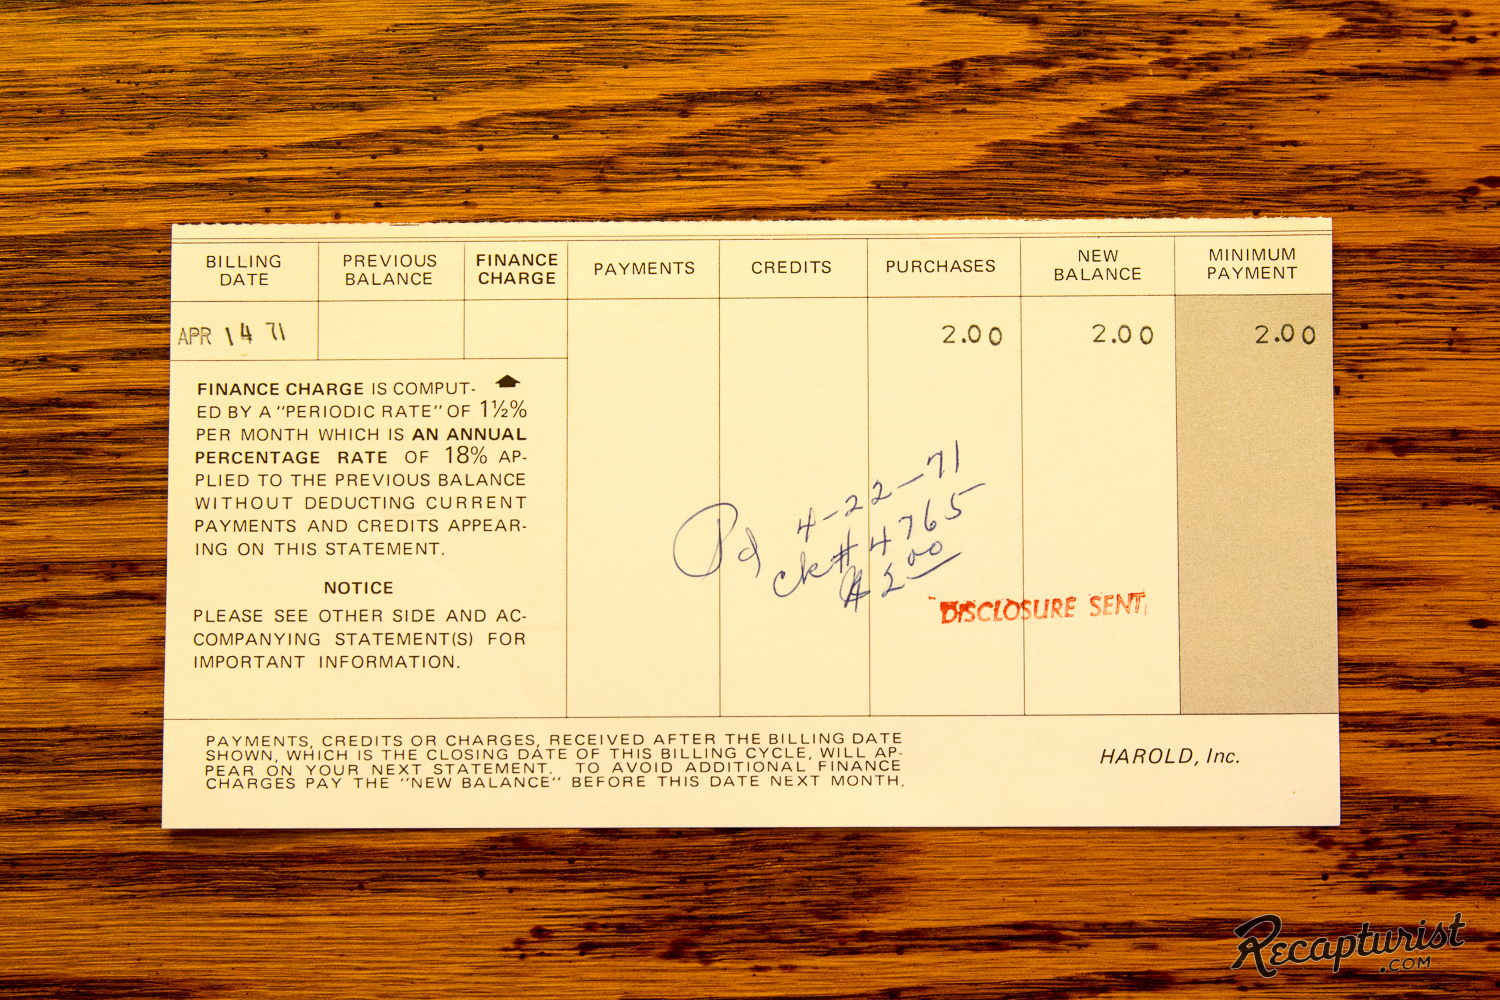 BILLING
DATE
PREVIOUS
BALANCE
FINANCE
CHARGE
PAYMENTS
CREDITS
PURCHASES
NEW
BALANCE
MINIMUM
PAYMENT
APR 14 71
2.00
2.00
2.00
FINANCE CHARGE IS COMPUT-
ED BY A "PERIODIC RATE" OF 1½%
PER MONTH WHICH IS AN ANNUAL
PERCENTAGE RATE OF 18% AP-
PLIED TO THE PREVIOUS BALANCE
WITHOUT DEDUCTING CURRENT
PAYMENTS AND CREDITS APPEAR-
ING ON THIS STATEMENT.
NOTICE
PLEASE SEE OTHER SIDE AND AC-
COMPANYING STATEMENT(S) FOR
IMPORTANT INFORMATION.
Pd 4-22-71
ck# 4765
$2.00
DISCLOSURE SENT
PAYMENTS, CREDITS OR CHARGES, RECEIVED AFTER THE BILLING DATE
SHOWN, WHICH IS THE CLOSING DATE OF THIS BILLING CYCLE, WILL AP-
PEAR ON YOUR NEXT STATEMENT. TO AVOID ADDITIONAL FINANCE
CHARGES PAY THE "NEW BALANCE" BEFORE THIS DATE NEXT MONTH.
HAROLD, Inc.
Recapturist
.COM